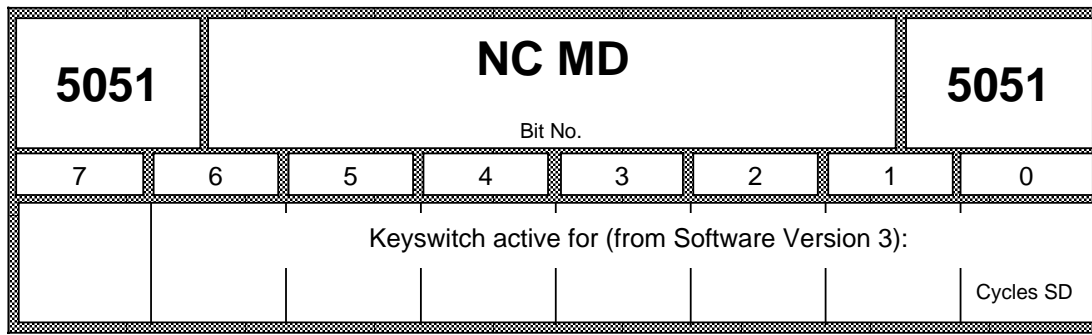 5051 NC MD 5051
Bit No.
7 6 5 4 3 2 1 0
Keyswitch active for (from Software Version 3):
Cycles SD